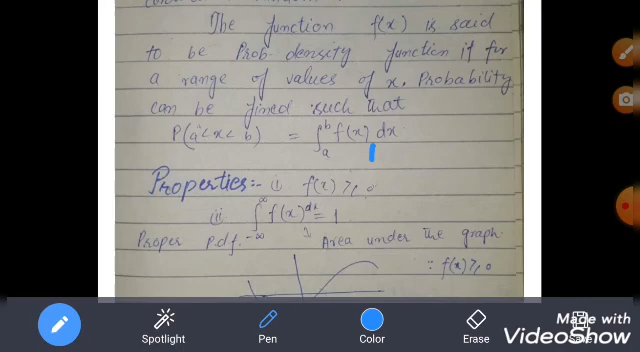 The function f(x) is said
to be Prob. density function if for
a range of values of x. Probability
can be fined such that
P(a < x < b) = ∫_a^b f(x) dx
Properties:- (i) f(x) ≥ 0
(ii) ∫_{-∞}^{∞} f(x) dx = 1
Proper P.d.f. Area under the graph.
∵ f(x) ≥ 0
Spotlight
Pen
Color
Erase
Made with
VideoShow